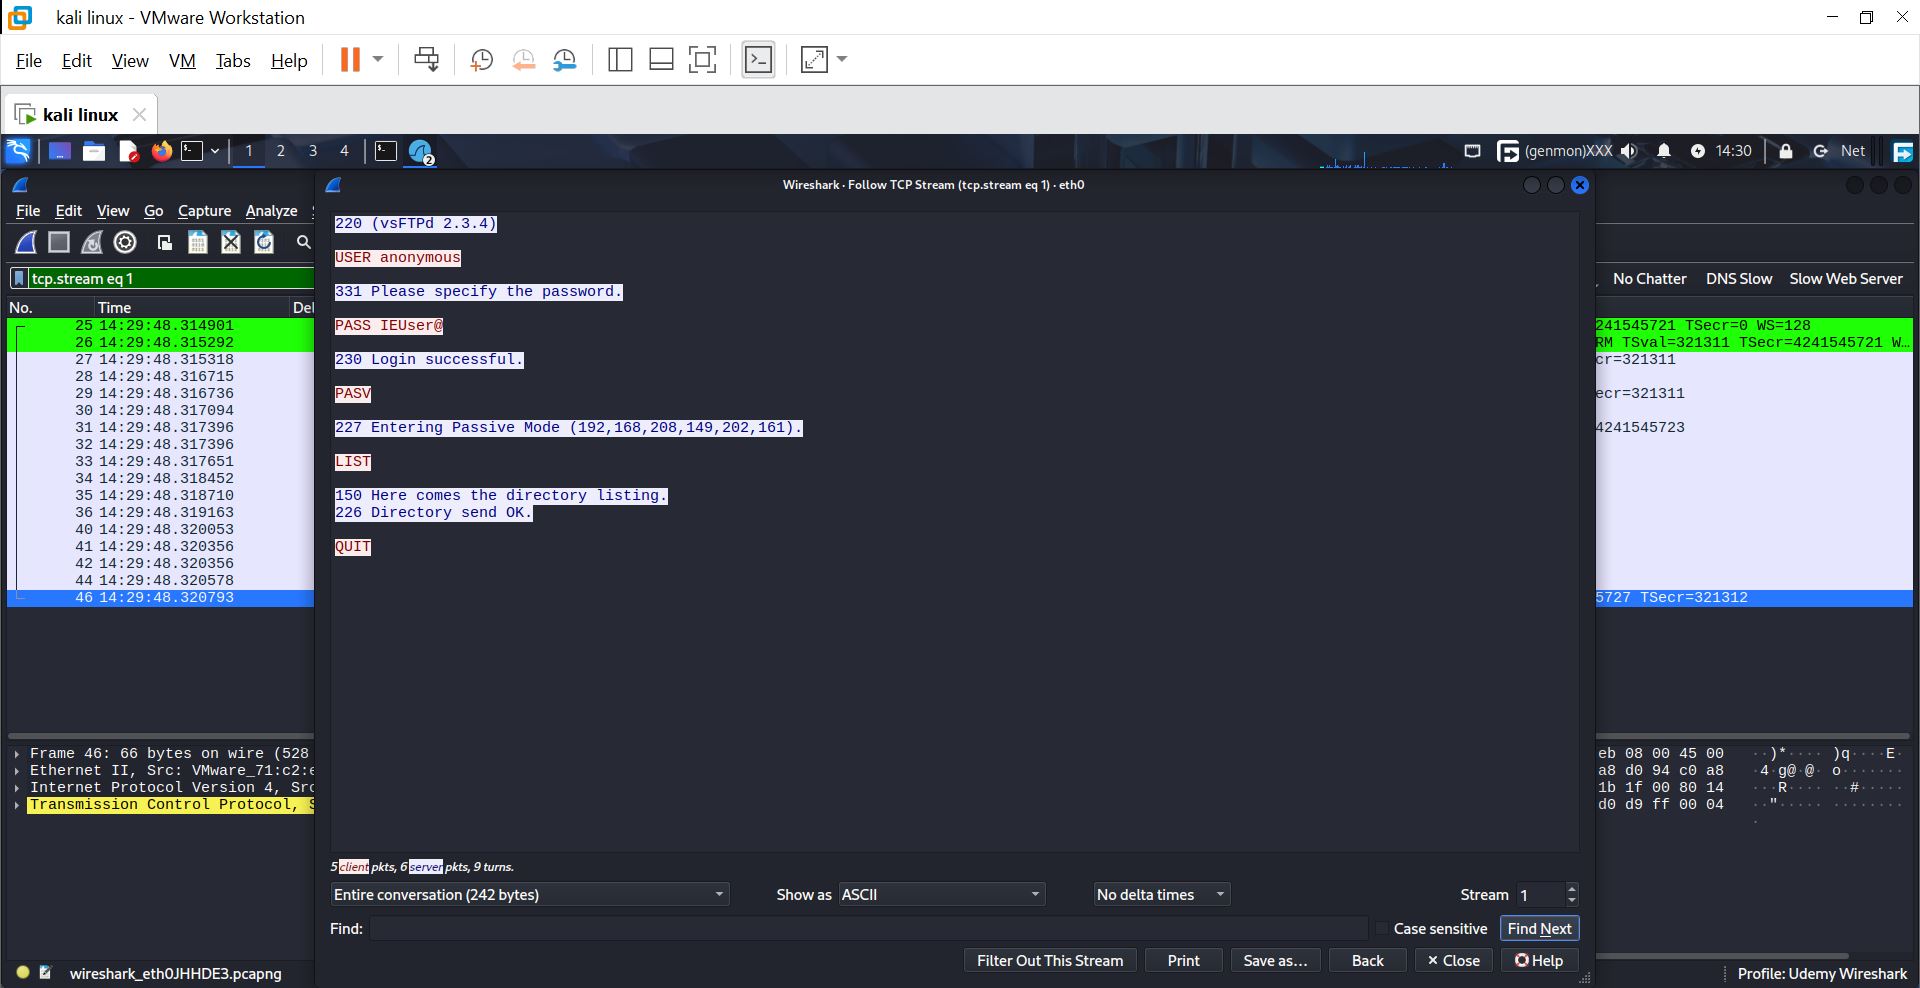 kali linux - VMware Workstation
File Edit View VM Tabs Help
kali linux
1 2 3 4 2 (genmon)XXX 14:30 Net
Wireshark · Follow TCP Stream (tcp.stream eq 1) · eth0
File Edit View Go Capture Analyze
tcp.stream eq 1
No Chatter DNS Slow Slow Web Server
No. Time Del
25 14:29:48.314901
26 14:29:48.315292
27 14:29:48.315318
28 14:29:48.316715
29 14:29:48.316736
30 14:29:48.317094
31 14:29:48.317396
32 14:29:48.317396
33 14:29:48.317651
34 14:29:48.318452
35 14:29:48.318710
36 14:29:48.319163
40 14:29:48.320053
41 14:29:48.320356
42 14:29:48.320356
44 14:29:48.320578
46 14:29:48.320793
220 (vsFTPd 2.3.4)
USER anonymous
331 Please specify the password.
PASS IEUser@
230 Login successful.
PASV
227 Entering Passive Mode (192,168,208,149,202,161).
LIST
150 Here comes the directory listing.
226 Directory send OK.
QUIT
241545721 TSecr=0 WS=128
RM TSval=321311 TSecr=4241545721 W…
cr=321311
ecr=321311
4241545723
5727 TSecr=321312
Frame 46: 66 bytes on wire (528
Ethernet II, Src: VMware_71:c2:e
Internet Protocol Version 4, Src
Transmission Control Protocol, S
eb 08 00 45 00 ··)*···· )q····E·
a8 d0 94 c0 a8 ·4·g@·@· o·······
1b 1f 00 80 14 ···R···· ··#·····
d0 d9 ff 00 04 ··"····· ········
5 client pkts, 6 server pkts, 9 turns.
Entire conversation (242 bytes) Show as ASCII No delta times Stream 1
Find: Case sensitive Find Next
Filter Out This Stream Print Save as… Back × Close Help
wireshark_eth0JHHDE3.pcapng Profile: Udemy Wireshark